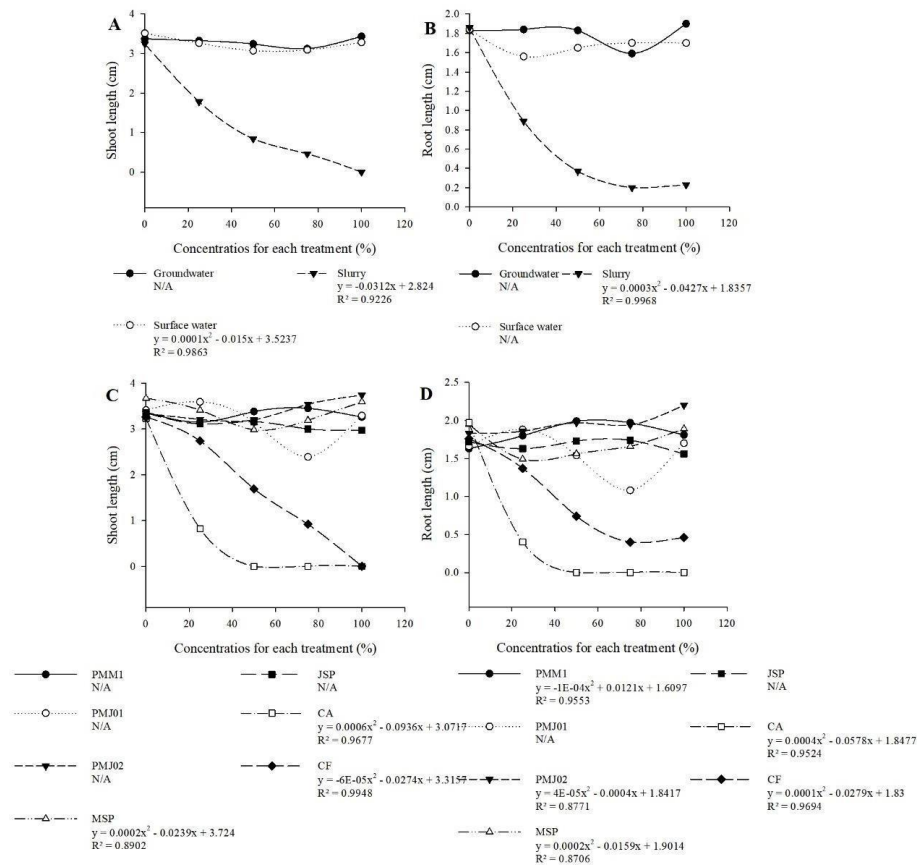 A
Shoot length (cm)
4
3
2
1
0
0 20 40 60 80 100 120
Concentratios for each treatment (%)
Groundwater
N/A
Slurry
y = -0.0312x + 2.824
R² = 0.9226
Surface water
y = 0.0001x² - 0.015x + 3.5237
R² = 0.9863
B
Root length (cm)
2.0
1.8
1.6
1.4
1.2
1.0
0.8
0.6
0.4
0.2
0.0
0 20 40 60 80 100 120
Concentratios for each treatment (%)
Groundwater
N/A
Slurry
y = 0.0003x² - 0.0427x + 1.8357
R² = 0.9968
Surface water
N/A
C
Shoot length (cm)
4
3
2
1
0
0 20 40 60 80 100 120
Concentratios for each treatment (%)
PMM1
N/A
JSP
N/A
PMJ01
N/A
CA
y = 0.0006x² - 0.0936x + 3.0717
R² = 0.9677
PMJ02
N/A
CF
y = -6E-05x² - 0.0274x + 3.3157
R² = 0.9948
MSP
y = 0.0002x² - 0.0239x + 3.724
R² = 0.8902
D
Root length (cm)
2.5
2.0
1.5
1.0
0.5
0.0
0 20 40 60 80 100 120
Concentratios for each treatment (%)
PMM1
y = -1E-04x² + 0.0121x + 1.6097
R² = 0.9553
JSP
N/A
PMJ01
N/A
CA
y = 0.0004x² - 0.0578x + 1.8477
R² = 0.9524
PMJ02
y = 4E-05x² - 0.0004x + 1.8417
R² = 0.8771
CF
y = 0.0001x² - 0.0279x + 1.83
R² = 0.9694
MSP
y = 0.0002x² - 0.0159x + 1.9014
R² = 0.8706